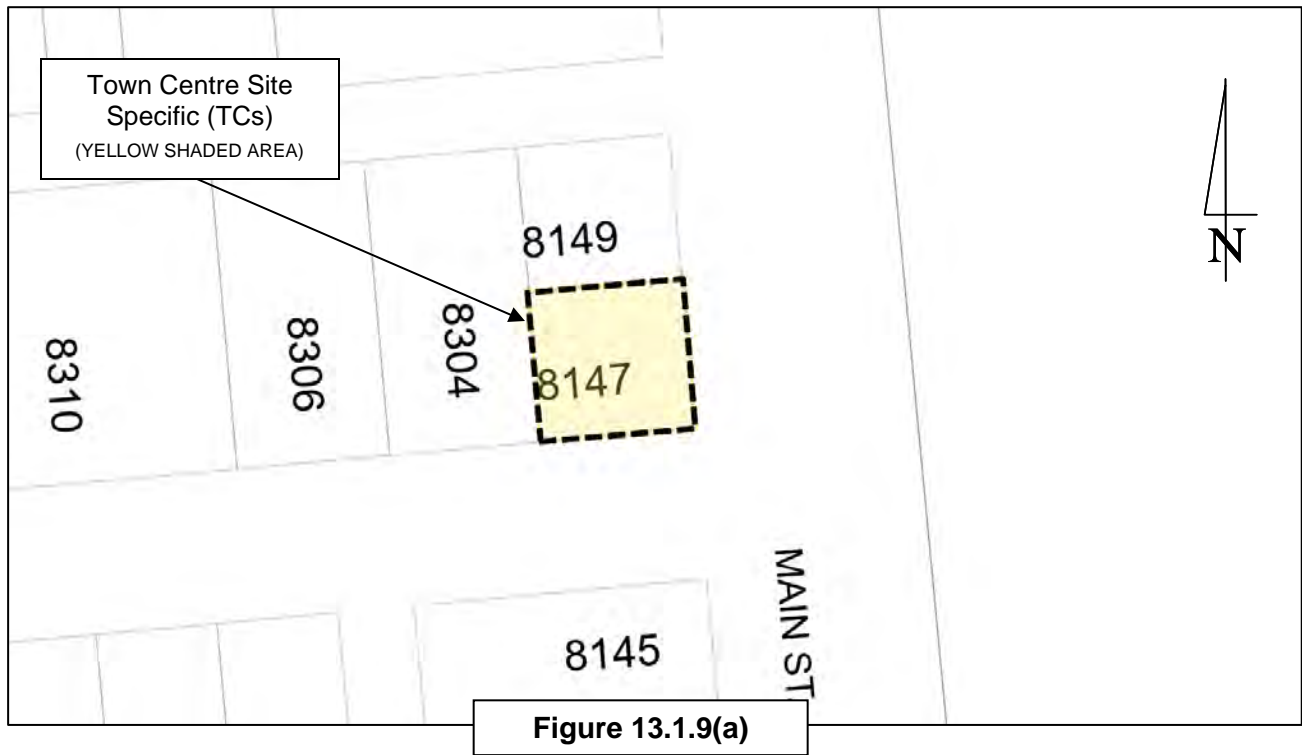 Town Centre Site
Specific (TCs)
(YELLOW SHADED AREA)
N
8149
8147
8304
8306
8310
8145
MAIN ST
Figure 13.1.9(a)